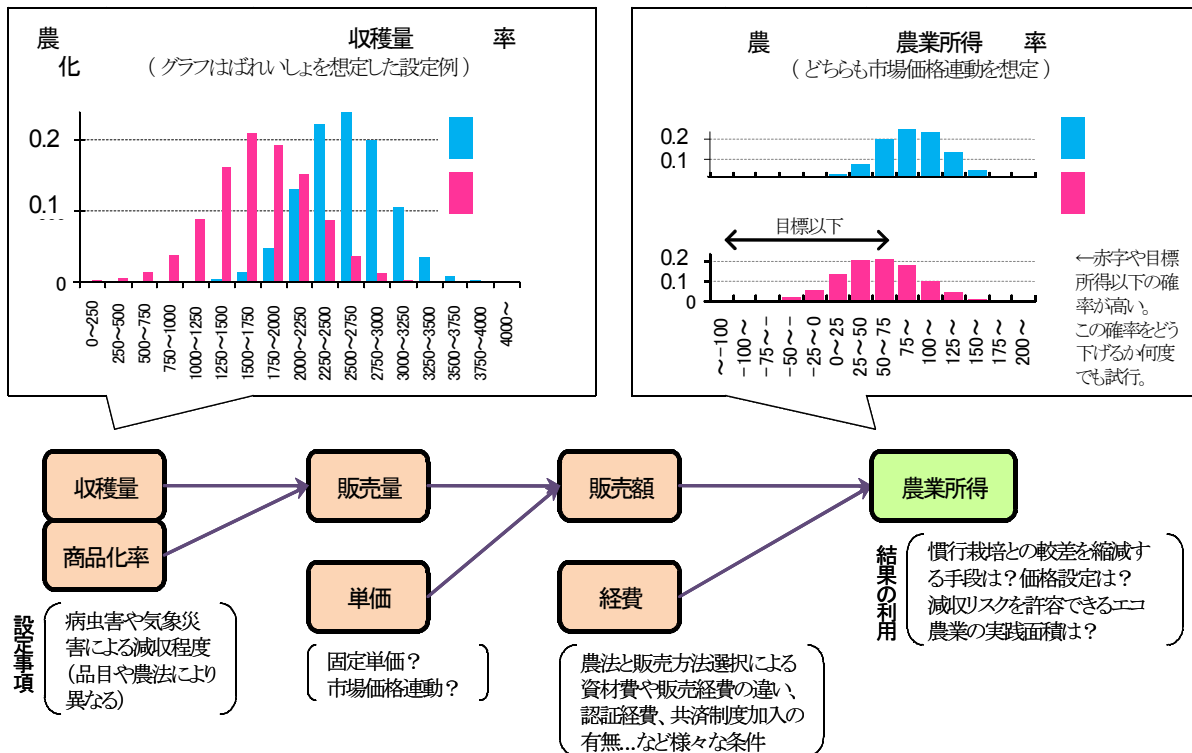 農　収穫量　率
化
（グラフはばれいしょを想定した設定例）
0.2
0.1
0
0～250
250～500
500～750
750～1000
1000～1250
1250～1500
1500～1750
1750～2000
2000～2250
2250～2500
2500～2750
2750～3000
3000～3250
3250～3500
3500～3750
3750～4000
4000～
農　農業所得　率
（どちらも市場価格連動を想定）
0.2
0.1
目標以下
0.2
0.1
0
～−100
−100～
−75～−
−50～−
−25～0
0～25
25～50
50～75
75～
100～
125～
150～
175～
200～
←赤字や目標
所得以下の確
率が高い。
この確率をどう
下げるか何度
でも試行。
収穫量
商品化率
販売量
単価
販売額
経費
農業所得
設定事項
病虫害や気象災
害による減収程度
（品目や農法により
異なる）
固定単価？
市場価格連動？
農法と販売方法選択による
資材費や販売経費の違い、
認証経費、共済制度加入の
有無...など様々な条件
結果の利用
慣行栽培との較差を縮減す
る手段は？価格設定は？
減収リスクを許容できるエコ
農業の実践面積は？